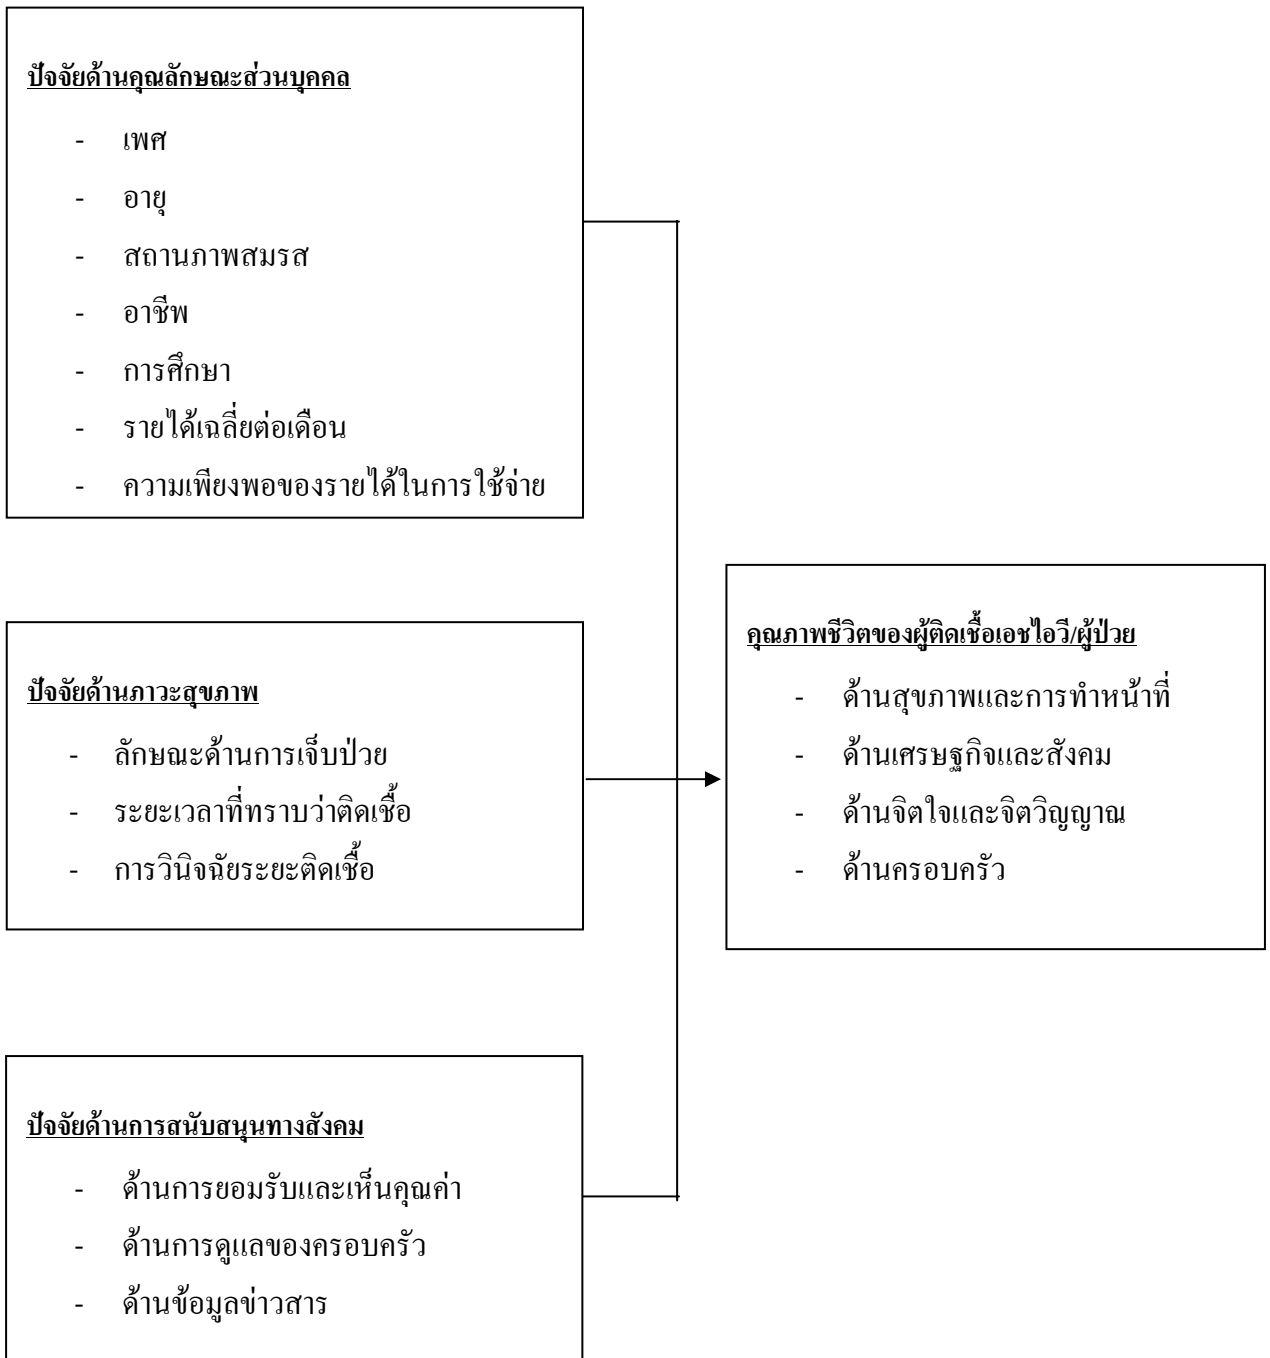 ปัจจัยด้านคุณลักษณะส่วนบุคคล
- เพศ
- อายุ
- สถานภาพสมรส
- อาชีพ
- การศึกษา
- รายได้เฉลี่ยต่อเดือน
- ความเพียงพอของรายได้ในการใช้จ่าย
ปัจจัยด้านภาวะสุขภาพ
- ลักษณะด้านการเจ็บป่วย
- ระยะเวลาที่ทราบว่าติดเชื้อ
- การวินิจฉัยระยะติดเชื้อ
ปัจจัยด้านการสนับสนุนทางสังคม
- ด้านการยอมรับและเห็นคุณค่า
- ด้านการดูแลของครอบครัว
- ด้านข้อมูลข่าวสาร
คุณภาพชีวิตของผู้ติดเชื้อเอชไอวี/ผู้ป่วย
- ด้านสุขภาพและการทำหน้าที่
- ด้านเศรษฐกิจและสังคม
- ด้านจิตใจและจิตวิญญาณ
- ด้านครอบครัว